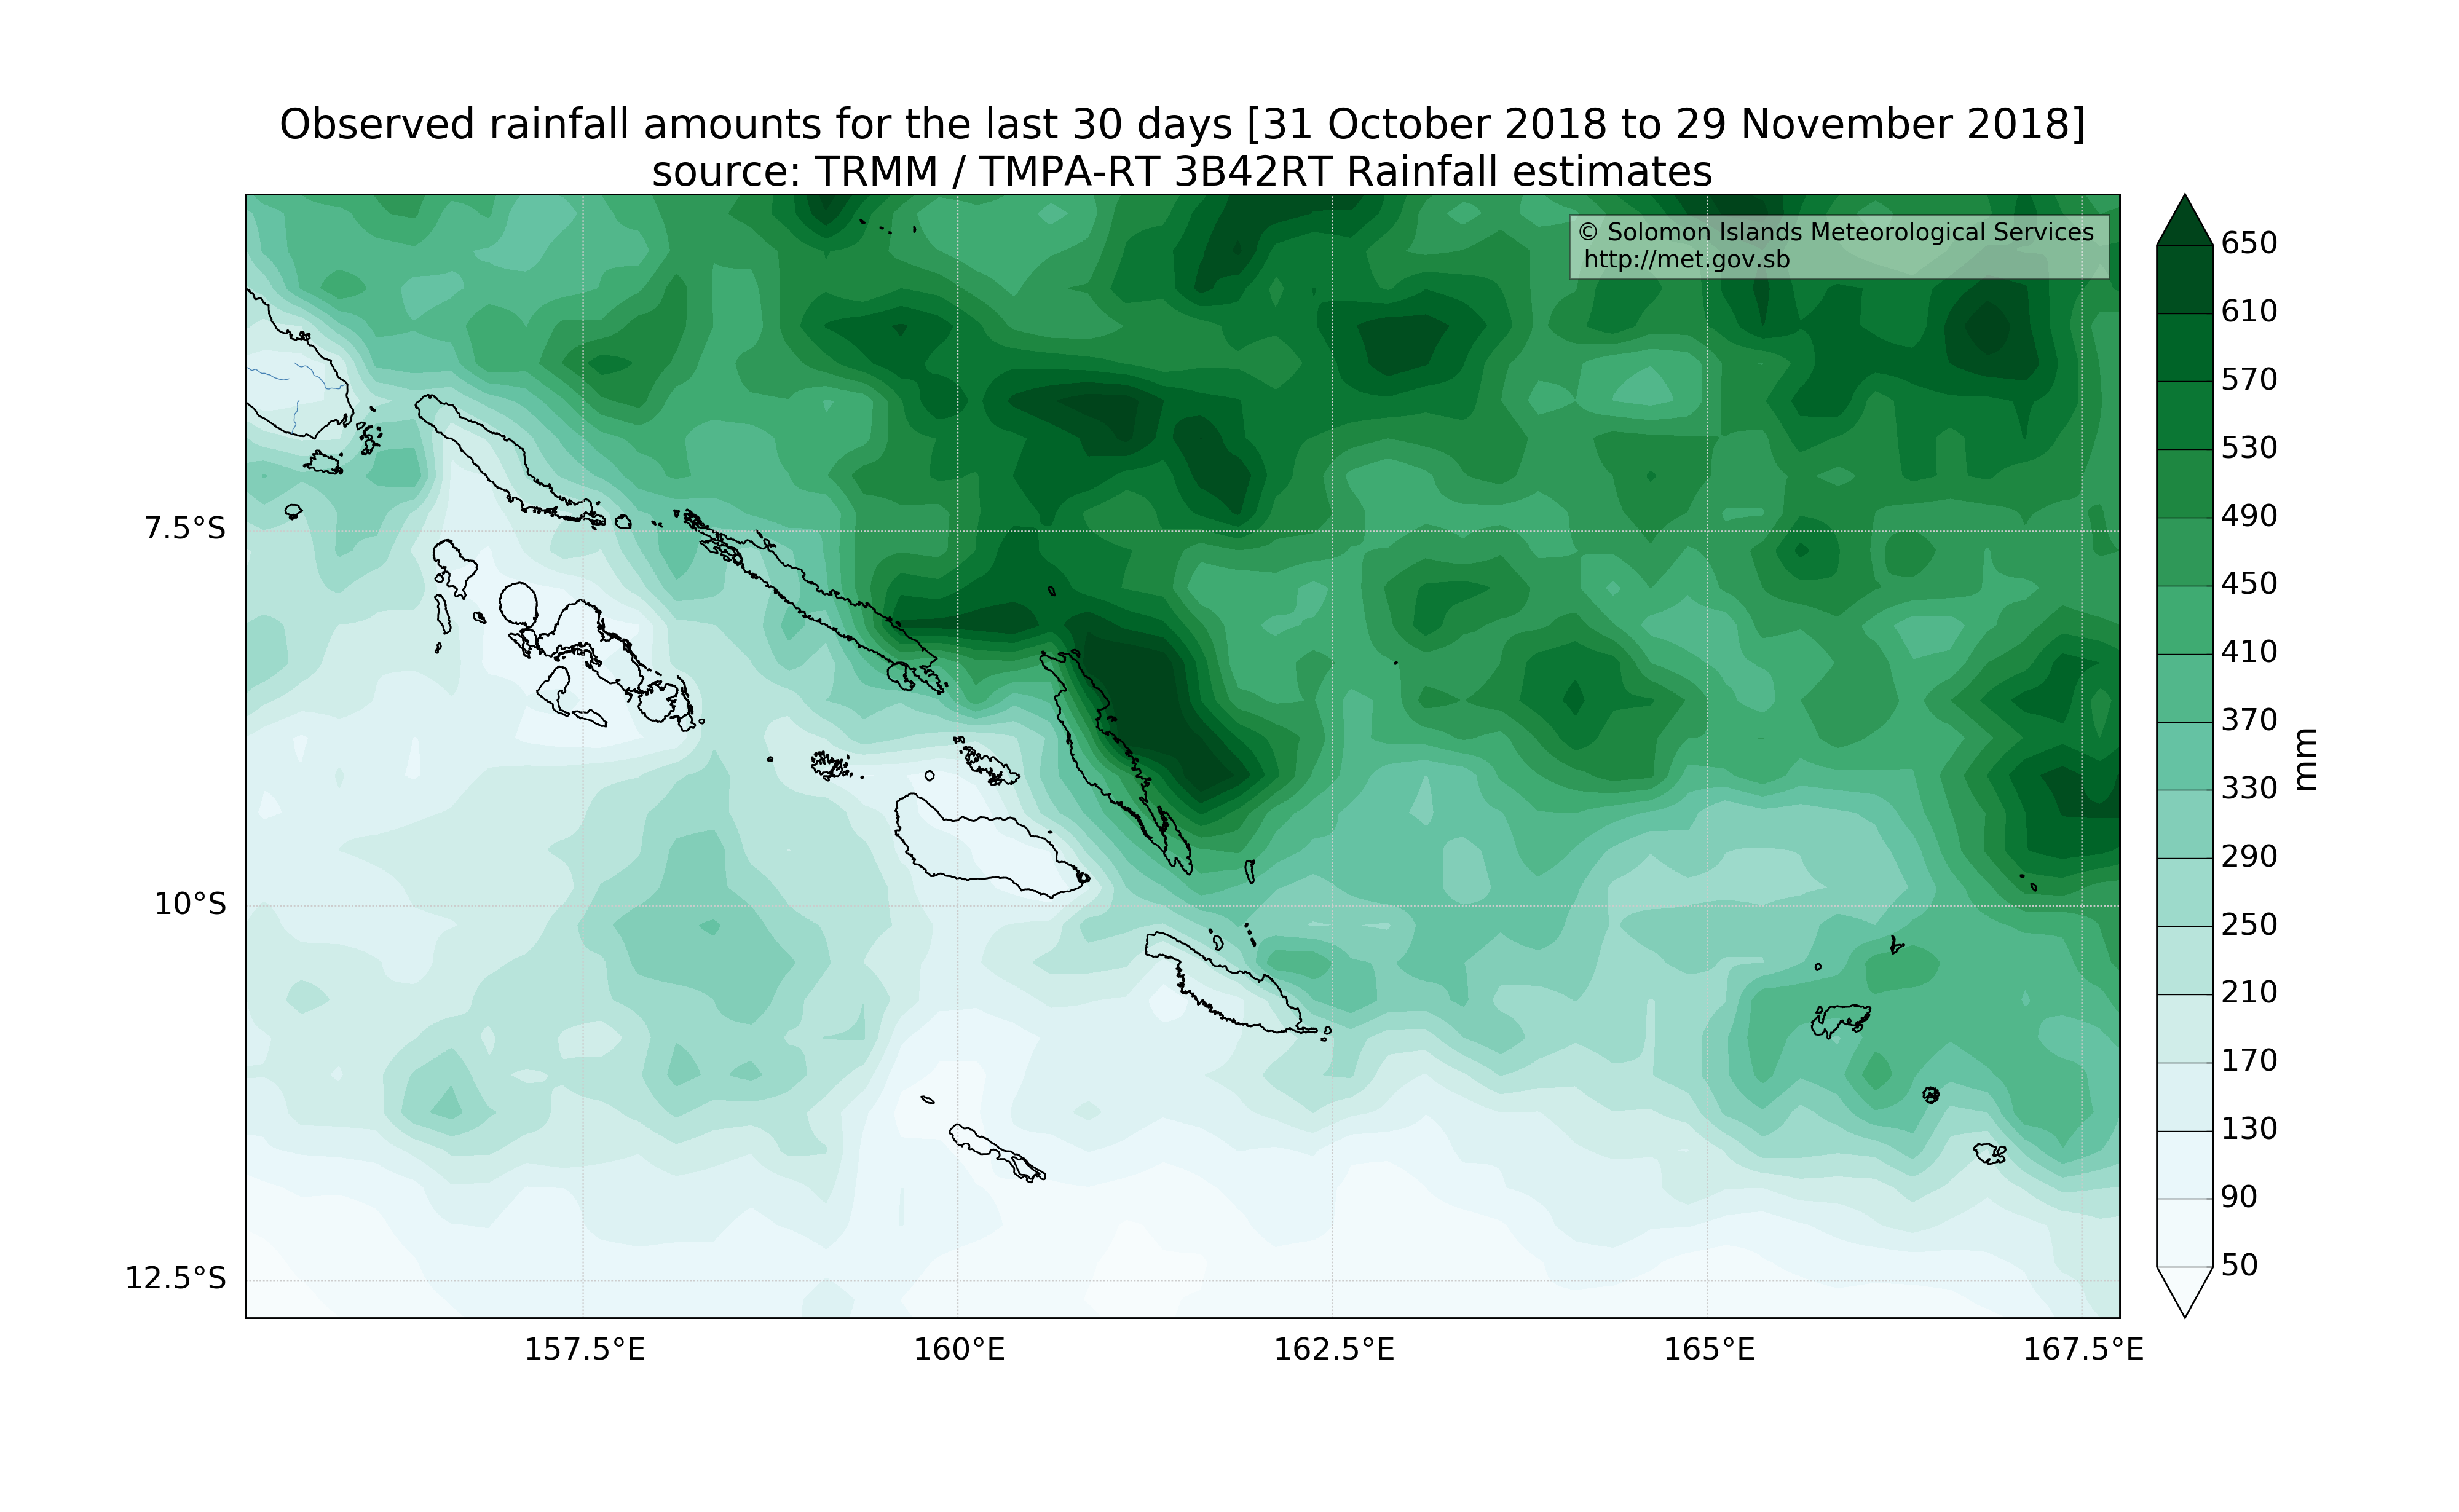 Observed rainfall amounts for the last 30 days [31 October 2018 to 29 November 2018]
source: TRMM / TMPA-RT 3B42RT Rainfall estimates
© Solomon Islands Meteorological Services
http://met.gov.sb
7.5°S
10°S
12.5°S
157.5°E
160°E
162.5°E
165°E
167.5°E
650
610
570
530
490
450
410
370
330
290
250
210
170
130
90
50
mm